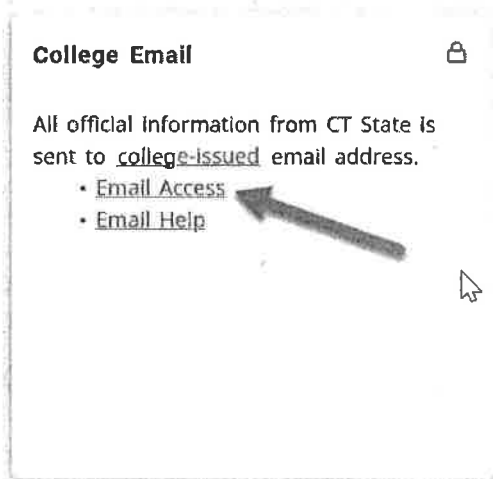 College Email
All official information from CT State is
sent to college-issued email address.
• Email Access
• Email Help